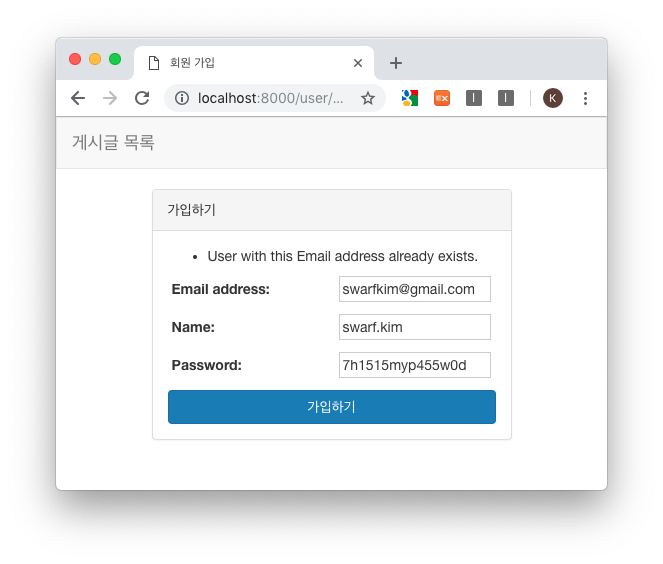 회원 가입
localhost:8000/user/...
EX
K
게시글 목록
가입하기
User with this Email address already exists.
Email address: swarfkim@gmail.com
Name: swarf.kim
Password: 7h1515myp455w0d
가입하기